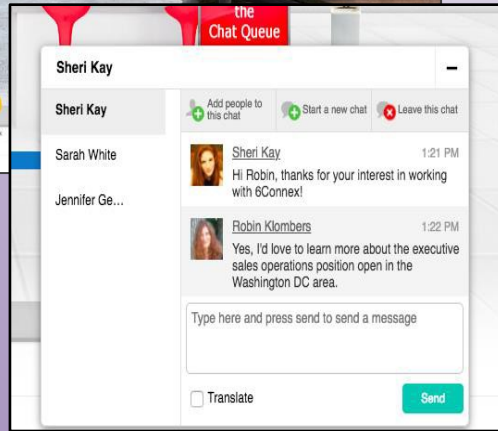 the
Chat Queue
Sheri Kay
Sheri Kay
Sarah White
Jennifer Ge...
Add people to
this chat
Start a new chat
Leave this chat
Sheri Kay
1:21 PM
Hi Robin, thanks for your interest in working
with 6Connex!
Robin Klombers
1:22 PM
Yes, I'd love to learn more about the executive
sales operations position open in the
Washington DC area.
Type here and press send to send a message
Translate
Send